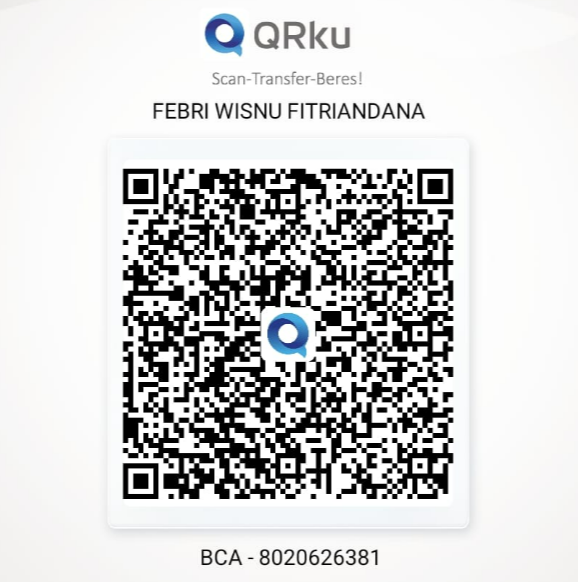 QRku
Scan-Transfer-Beres!
FEBRI WISNU FITRIANDANA
BCA - 8020626381